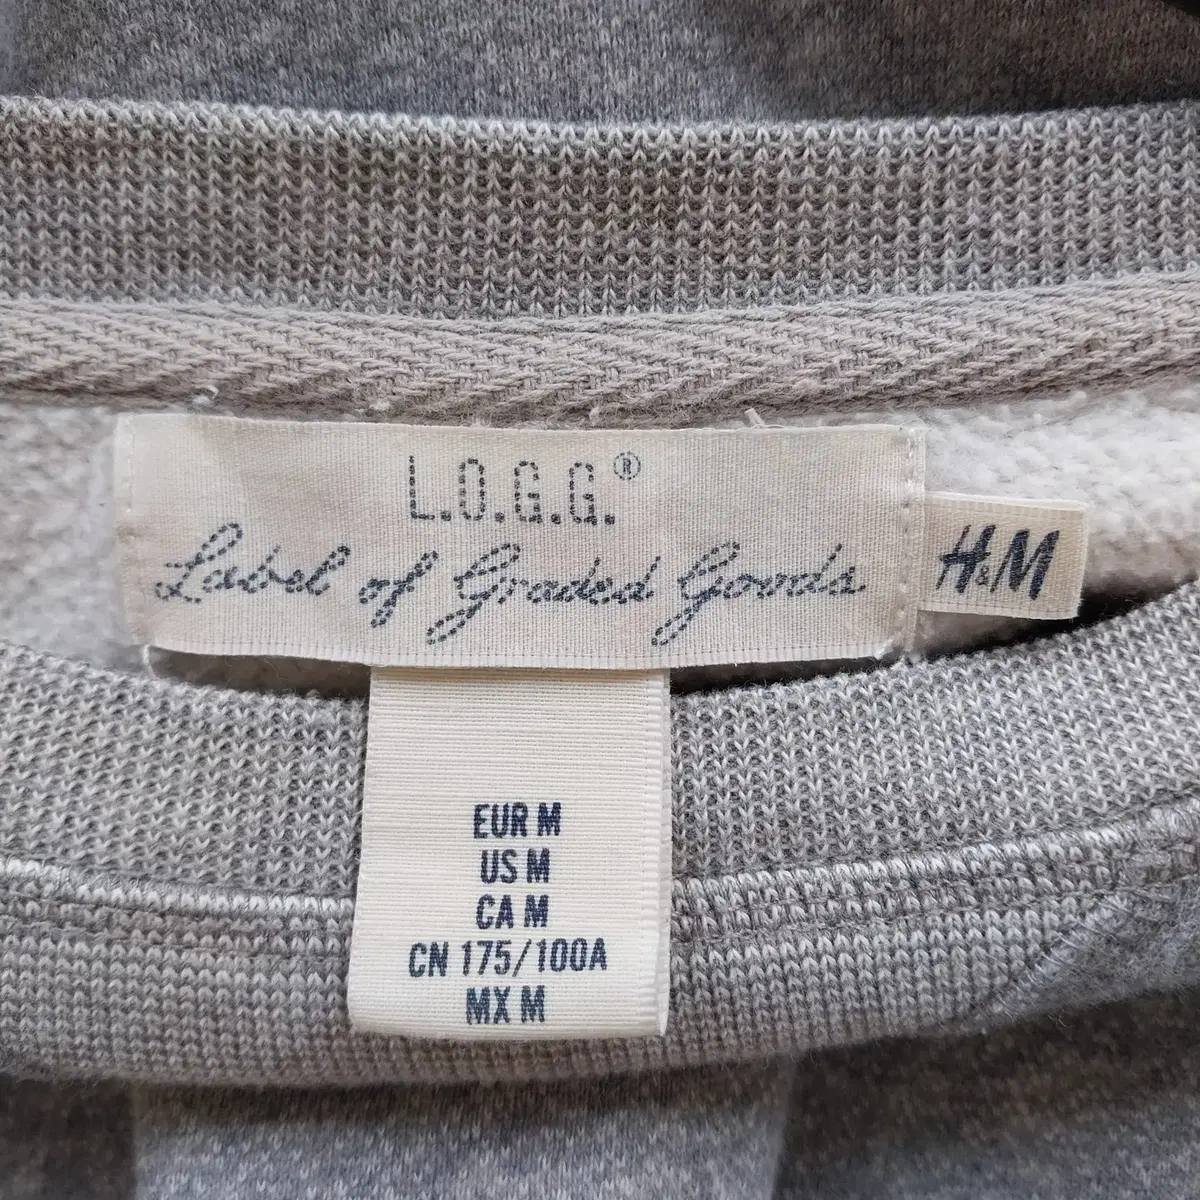 L.O.G.G.®
Label of Graded Goods
H&M
EUR M
US M
CA M
CN 175/100A
MX M